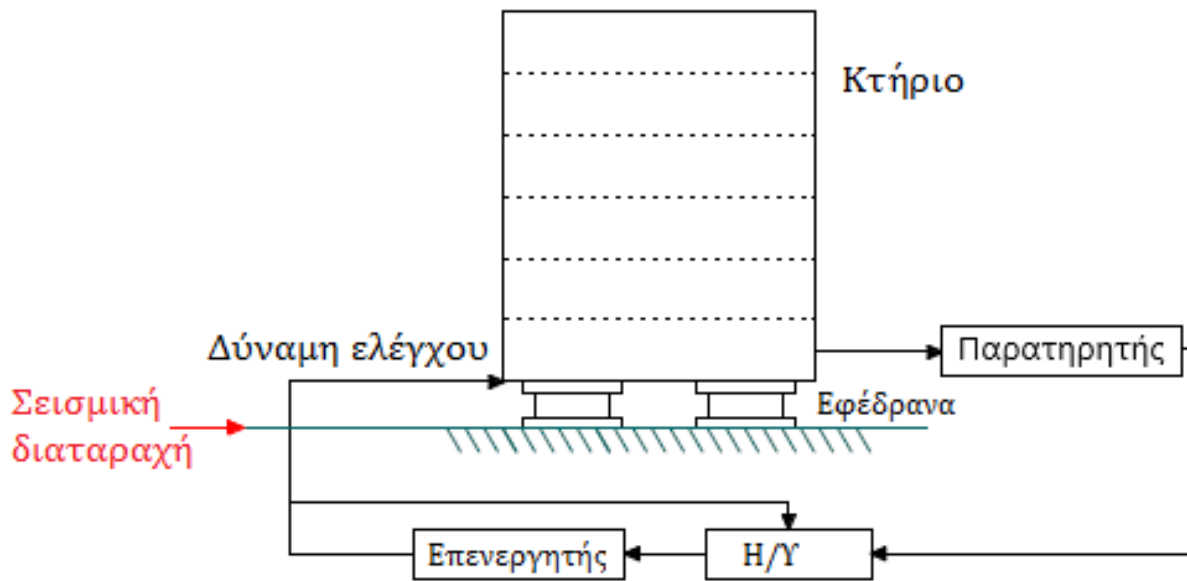 Κτήριο
Δύναμη ελέγχου
Παρατηρητής
Σεισμική
διαταραχή
Εφέδρανα
Επενεργητής
Η/Υ